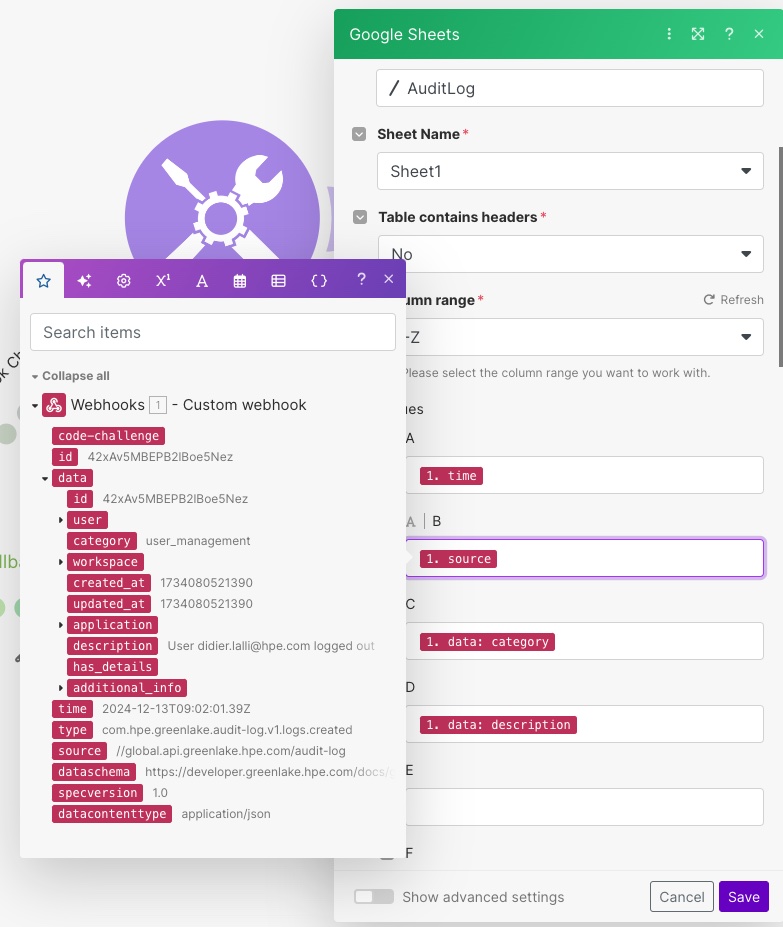 Google Sheets
?
/ AuditLog
Sheet Name*
Sheet1
Table contains headers*
No
umn range*
Refresh
-Z
Please select the column range you want to work with.
ues
A
1. time
A | B
1. source
C
1. data: category
D
1. data: description
E
F
Show advanced settings
Cancel
Save
X¹
A
{}
?
Search items
Collapse all
Webhooks 1 - Custom webhook
code-challenge
id 42xAv5MBEPB2IBoe5Nez
data
id 42xAv5MBEPB2IBoe5Nez
user
category user_management
workspace
created_at 1734080521390
updated_at 1734080521390
application
description User didier.lalli@hpe.com logged out
has_details
additional_info
time 2024-12-13T09:02:01.39Z
type com.hpe.greenlake.audit-log.v1.logs.created
source //global.api.greenlake.hpe.com/audit-log
dataschema https://developer.greenlake.hpe.com/docs/g
specversion 1.0
datacontenttype application/json